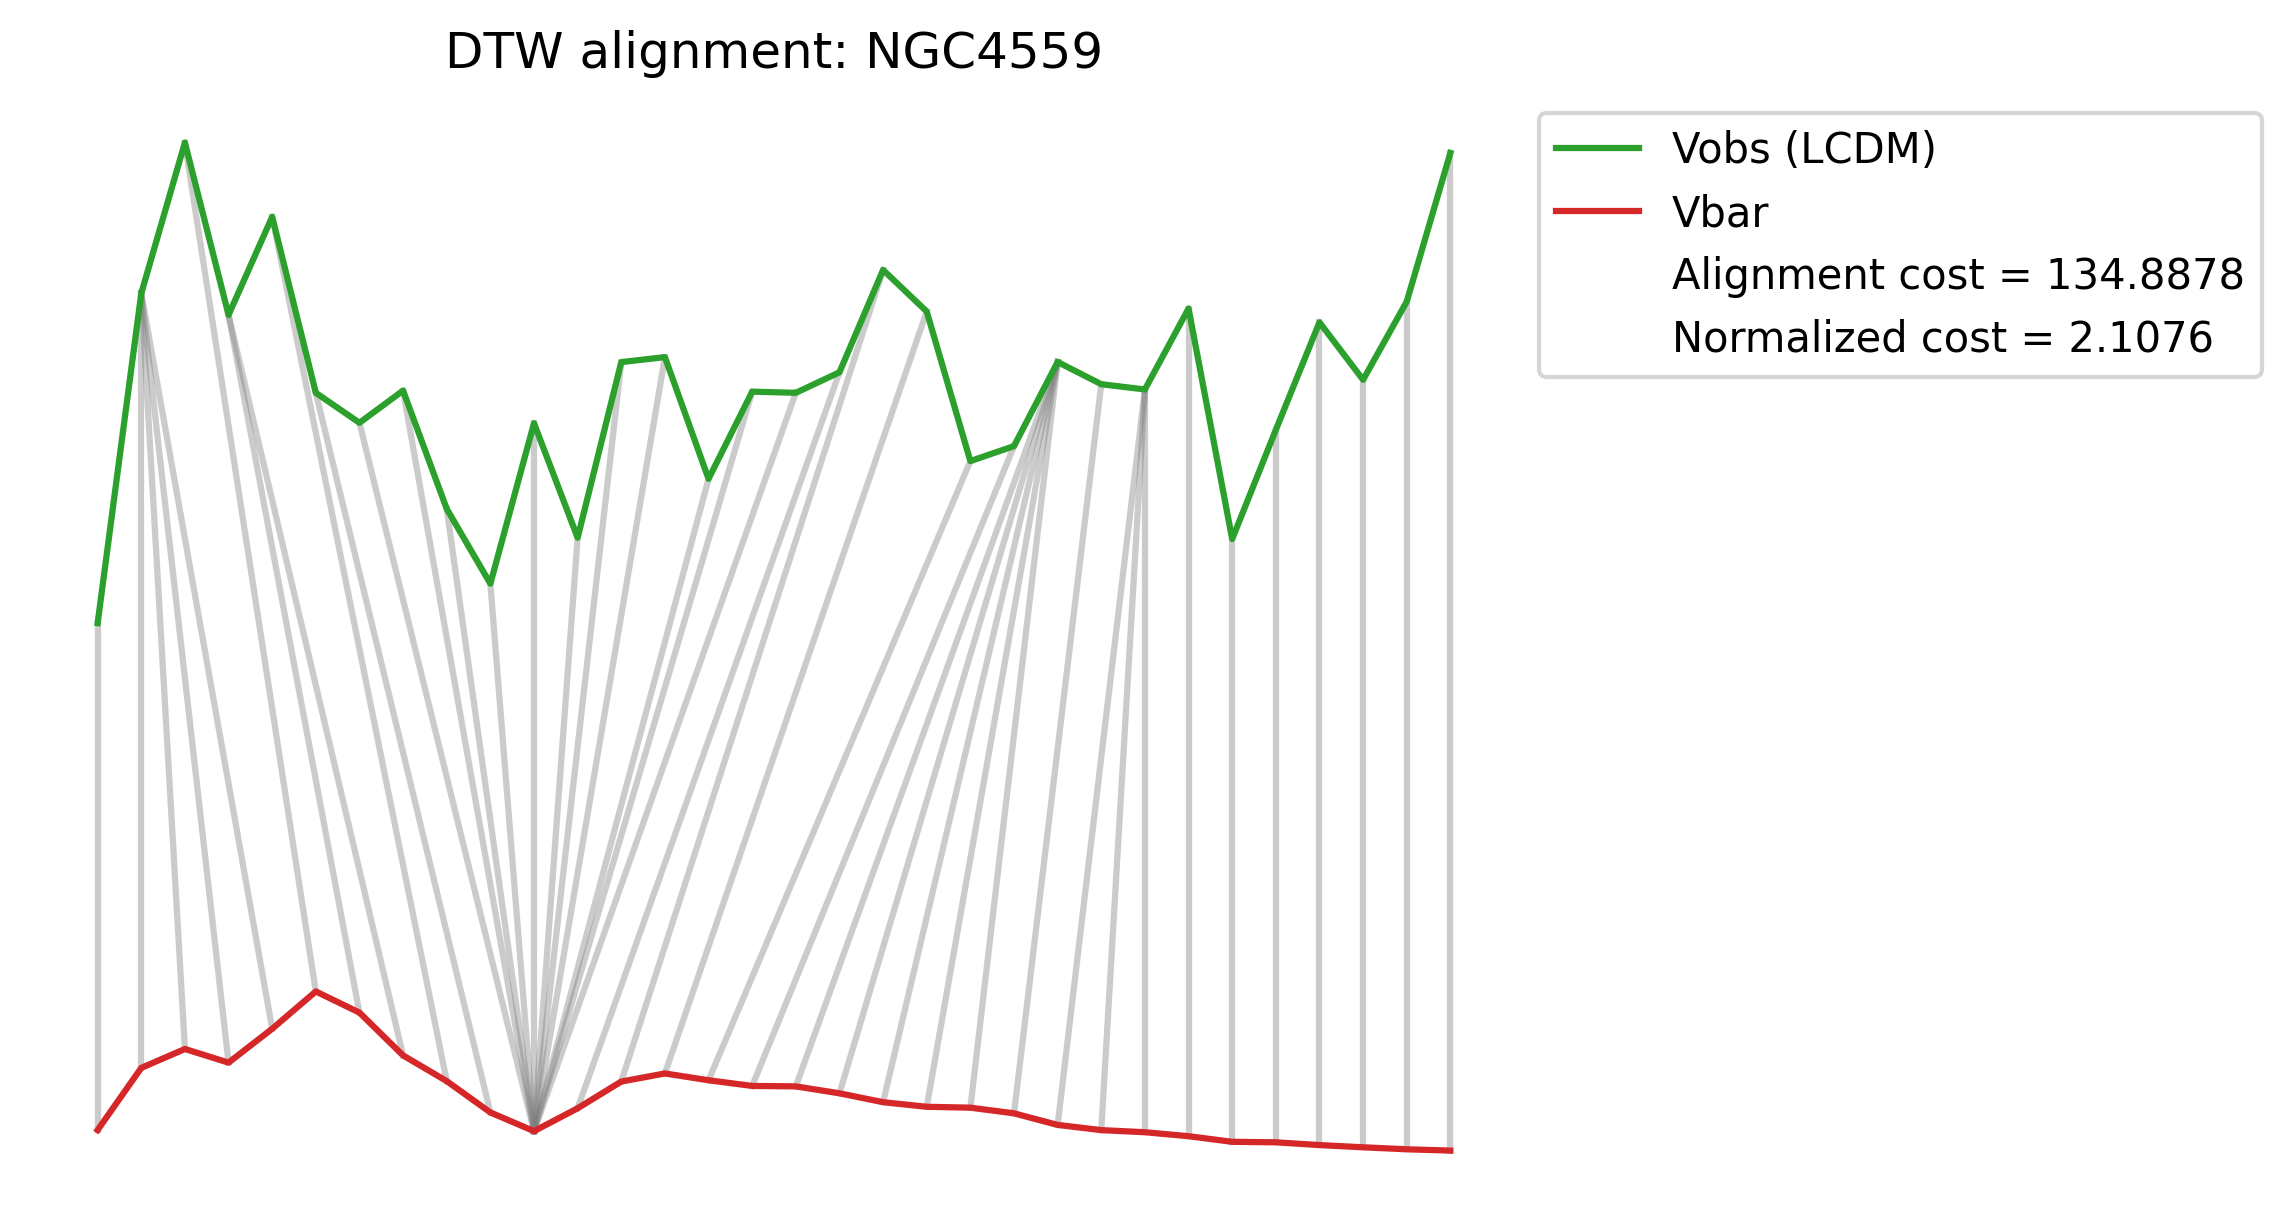 DTW alignment: NGC4559
Vobs (LCDM)
Vbar
Alignment cost = 134.8878
Normalized cost = 2.1076